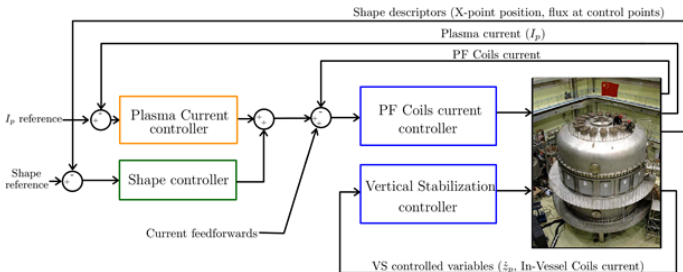 Shape descriptors (X-point position, flux at control points)
Plasma current (Iₚ)
PF Coils current
Iₚ reference
Plasma Current
controller
PF Coils current
controller
Shape
reference
Shape controller
Vertical Stabilization
controller
Current feedforwards
VS controlled variables (ż, In-Vessel Coils current)